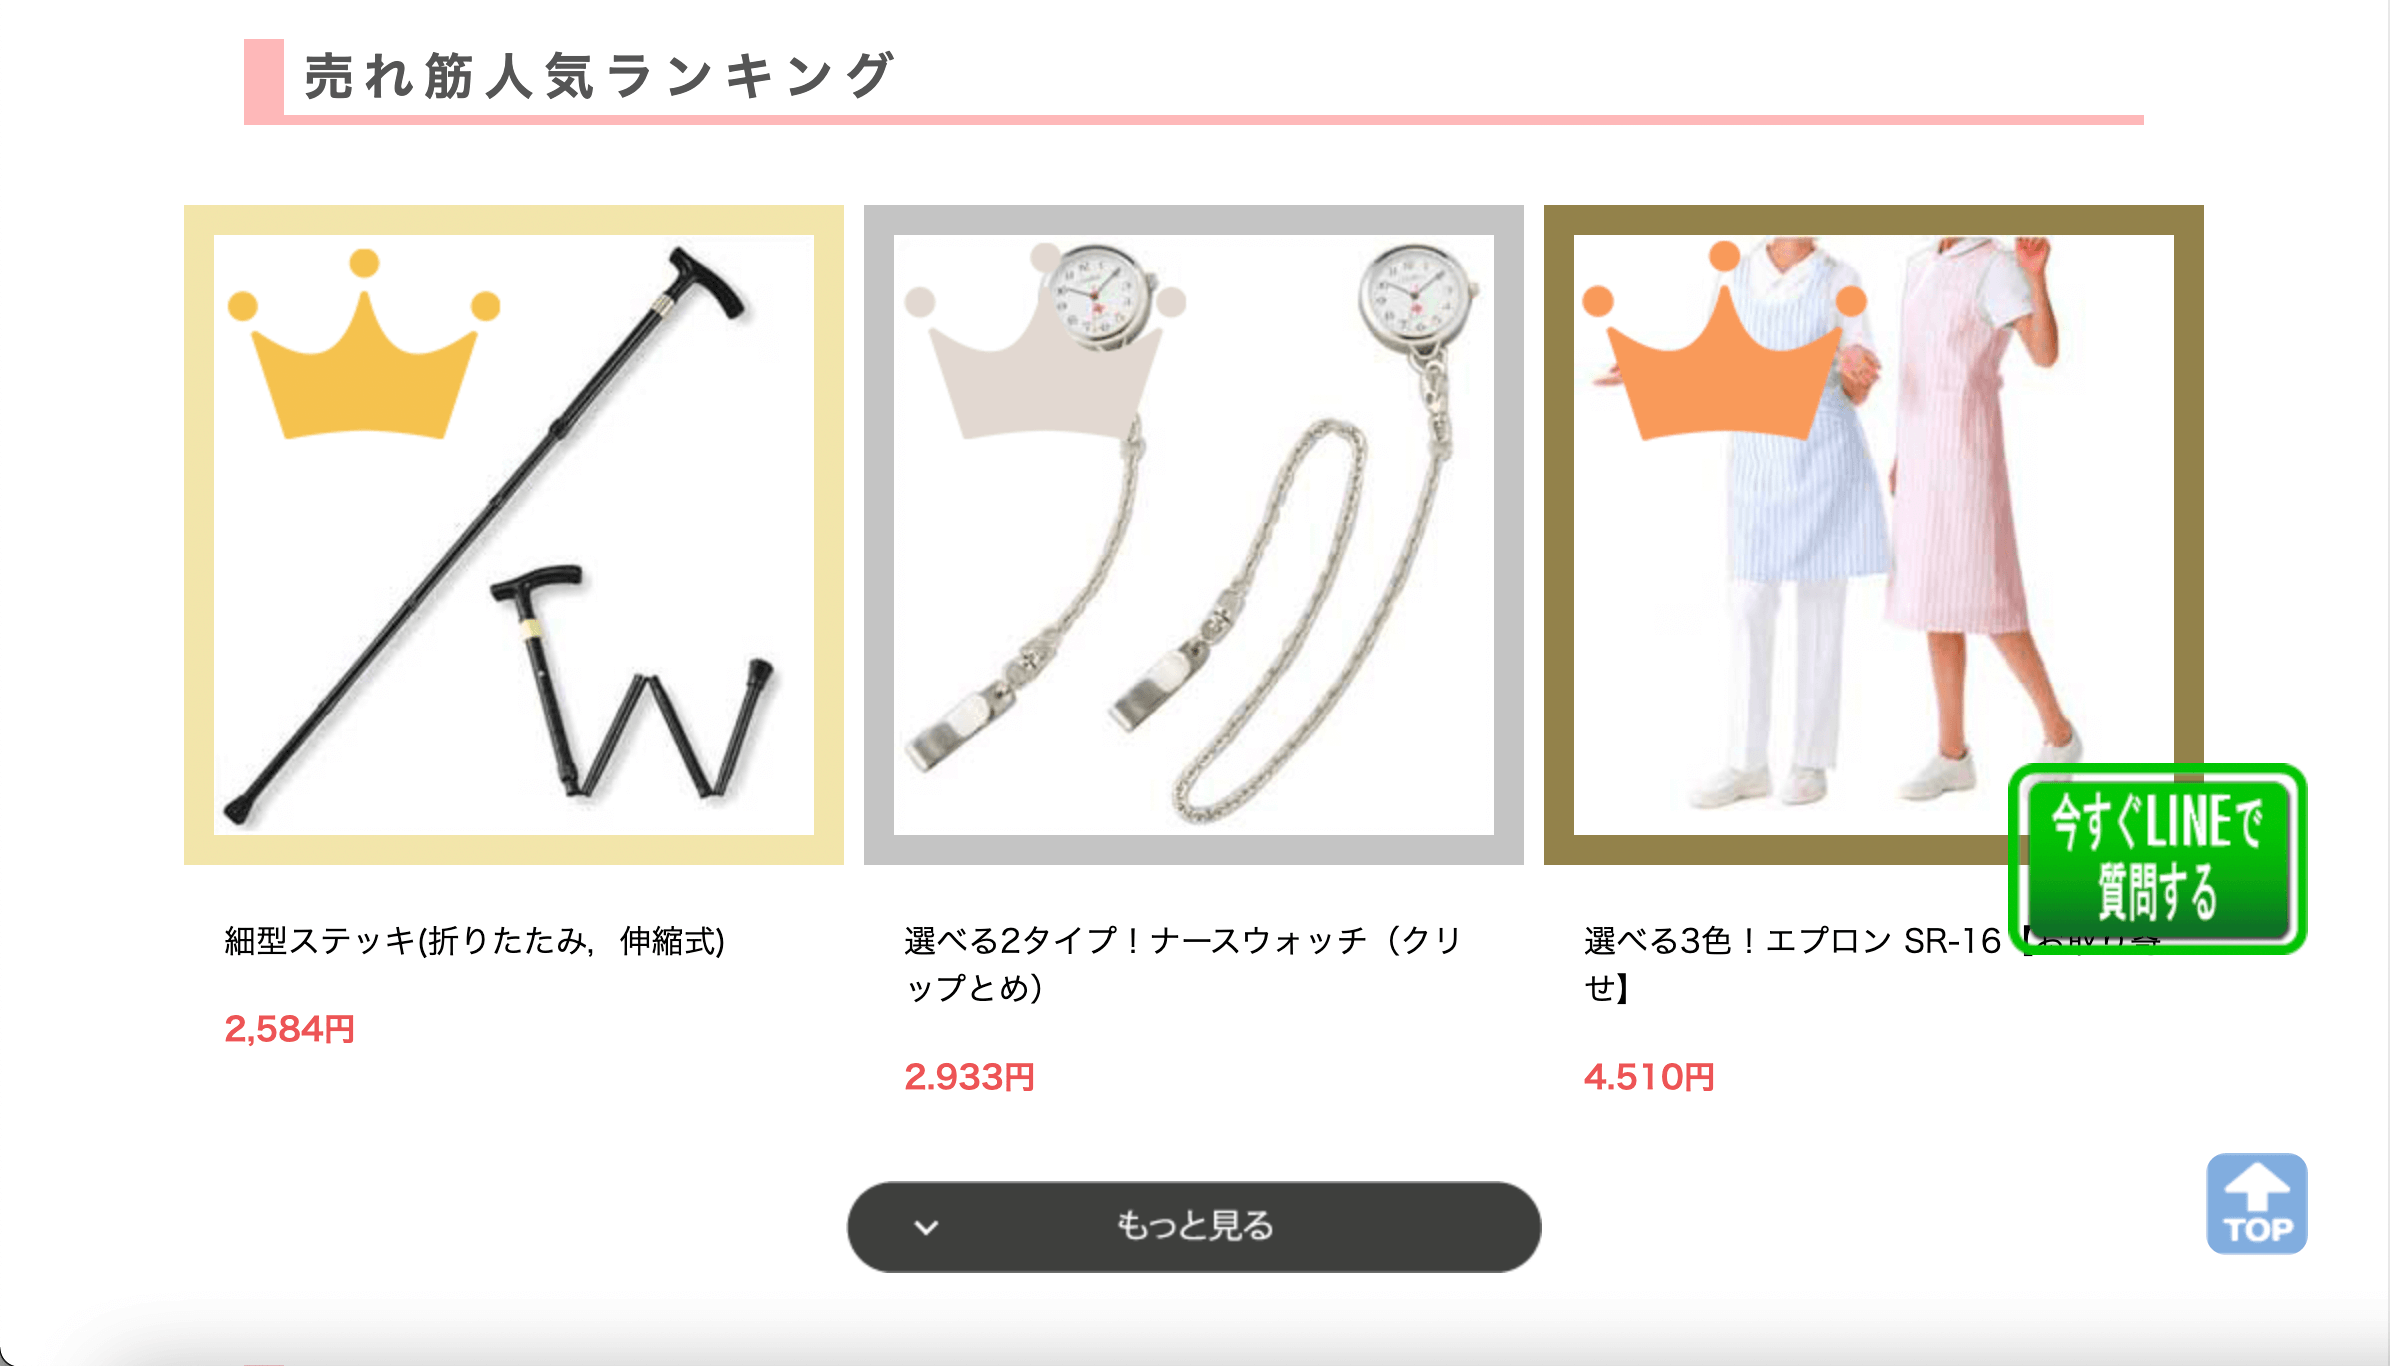 売れ筋人気ランキング
細型ステッキ(折りたたみ，伸縮式)
2,584円
選べる2タイプ！ナースウォッチ（クリ
ップとめ）
2.933円
選べる3色！エプロン SR-16【お取り寄
せ】
4.510円
今すぐLINEで
質問する
もっと見る
TOP